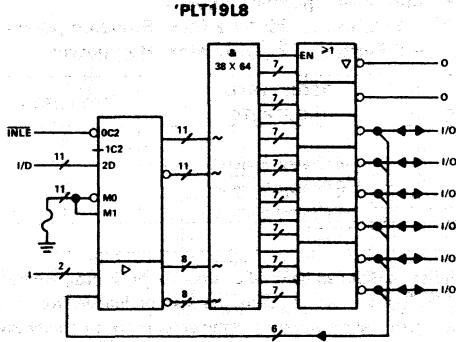 'PLT19L8
&
38 X 64
EN ≥1
▽
7
7
7
7
7
7
7
7
O
O
I/O
I/O
I/O
I/O
I/O
I/O
INLE
0C2
1C2
I/D
11
2D
11
M0
M1
11
~
11
~
I
2
▷
8
~
8
~
6